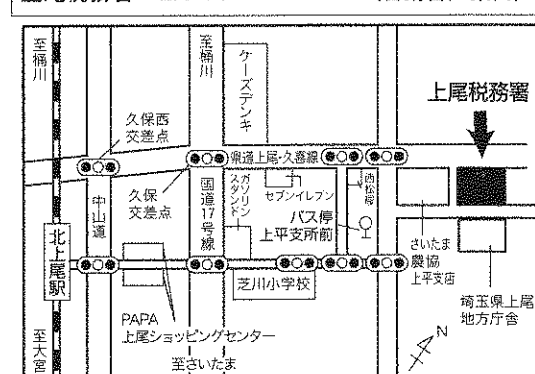 至桶川
至桶川
ケーズデンキ
上尾税務署
久保西
交差点
県道上尾・久喜線
久保
交差点
中山道
国道17号線
ガソリン
スタンド
セブンイレブン
西松屋
バス停
上平支所前
さいたま
農協
上平支店
北上尾駅
芝川小学校
埼玉県上尾
地方庁舎
PAPA
上尾ショッピングセンター
至大宮
至さいたま
N